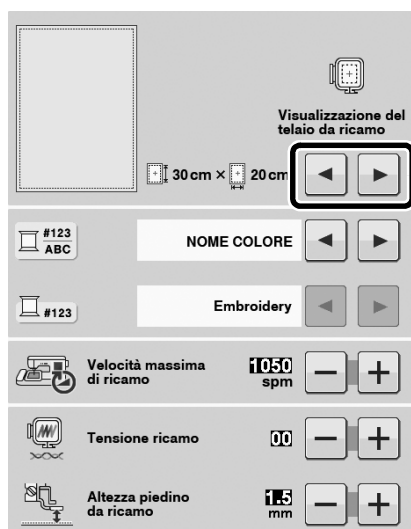 Visualizzazione del
telaio da ricamo
30 cm × 20 cm
#123
ABC
NOME COLORE
#123
Embroidery
Velocità massima
di ricamo
1050
spm
Tensione ricamo
00
Altezza piedino
da ricamo
1.5
mm